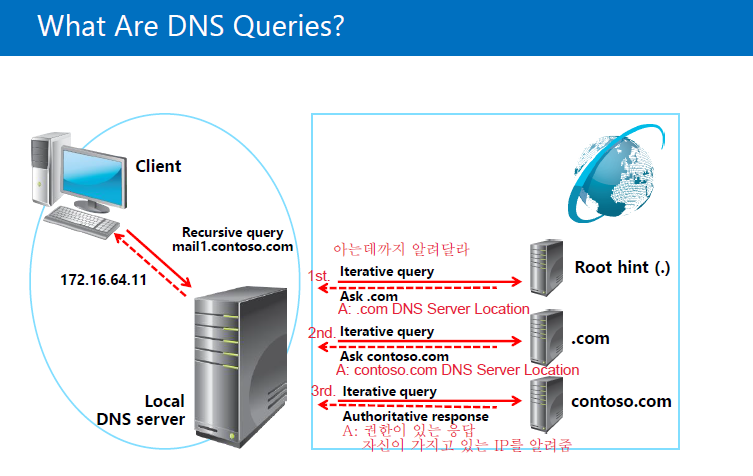 What Are DNS Queries?
Client
Recursive query
mail1.contoso.com
172.16.64.11
Local
DNS server
아는데까지 알려달라
1st. Iterative query
Ask .com
A: .com DNS Server Location
Root hint (.)
2nd. Iterative query
Ask contoso.com
A: contoso.com DNS Server Location
.com
3rd. Iterative query
Authoritative response
A: 권한이 있는 응답
자신이 가지고 있는 IP를 알려줌
contoso.com